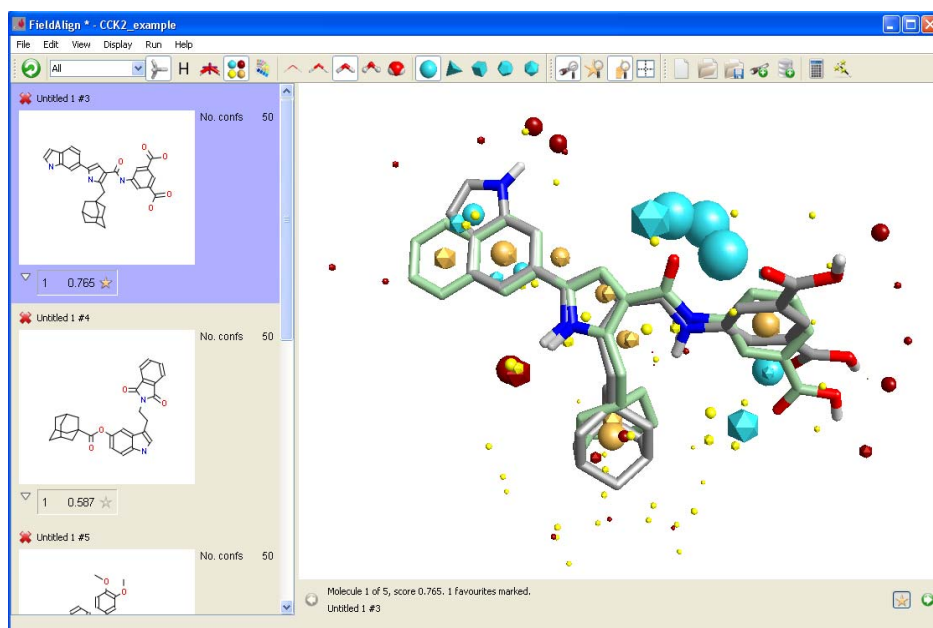 FieldAlign * - CCK2_example
File Edit View Display Run Help
All
H
Untitled 1 #3
No. confs 50
1 0.765
Untitled 1 #4
No. confs 50
1 0.587
Untitled 1 #5
No. confs 50
Molecule 1 of 5, score 0.765. 1 favourites marked.
Untitled 1 #3